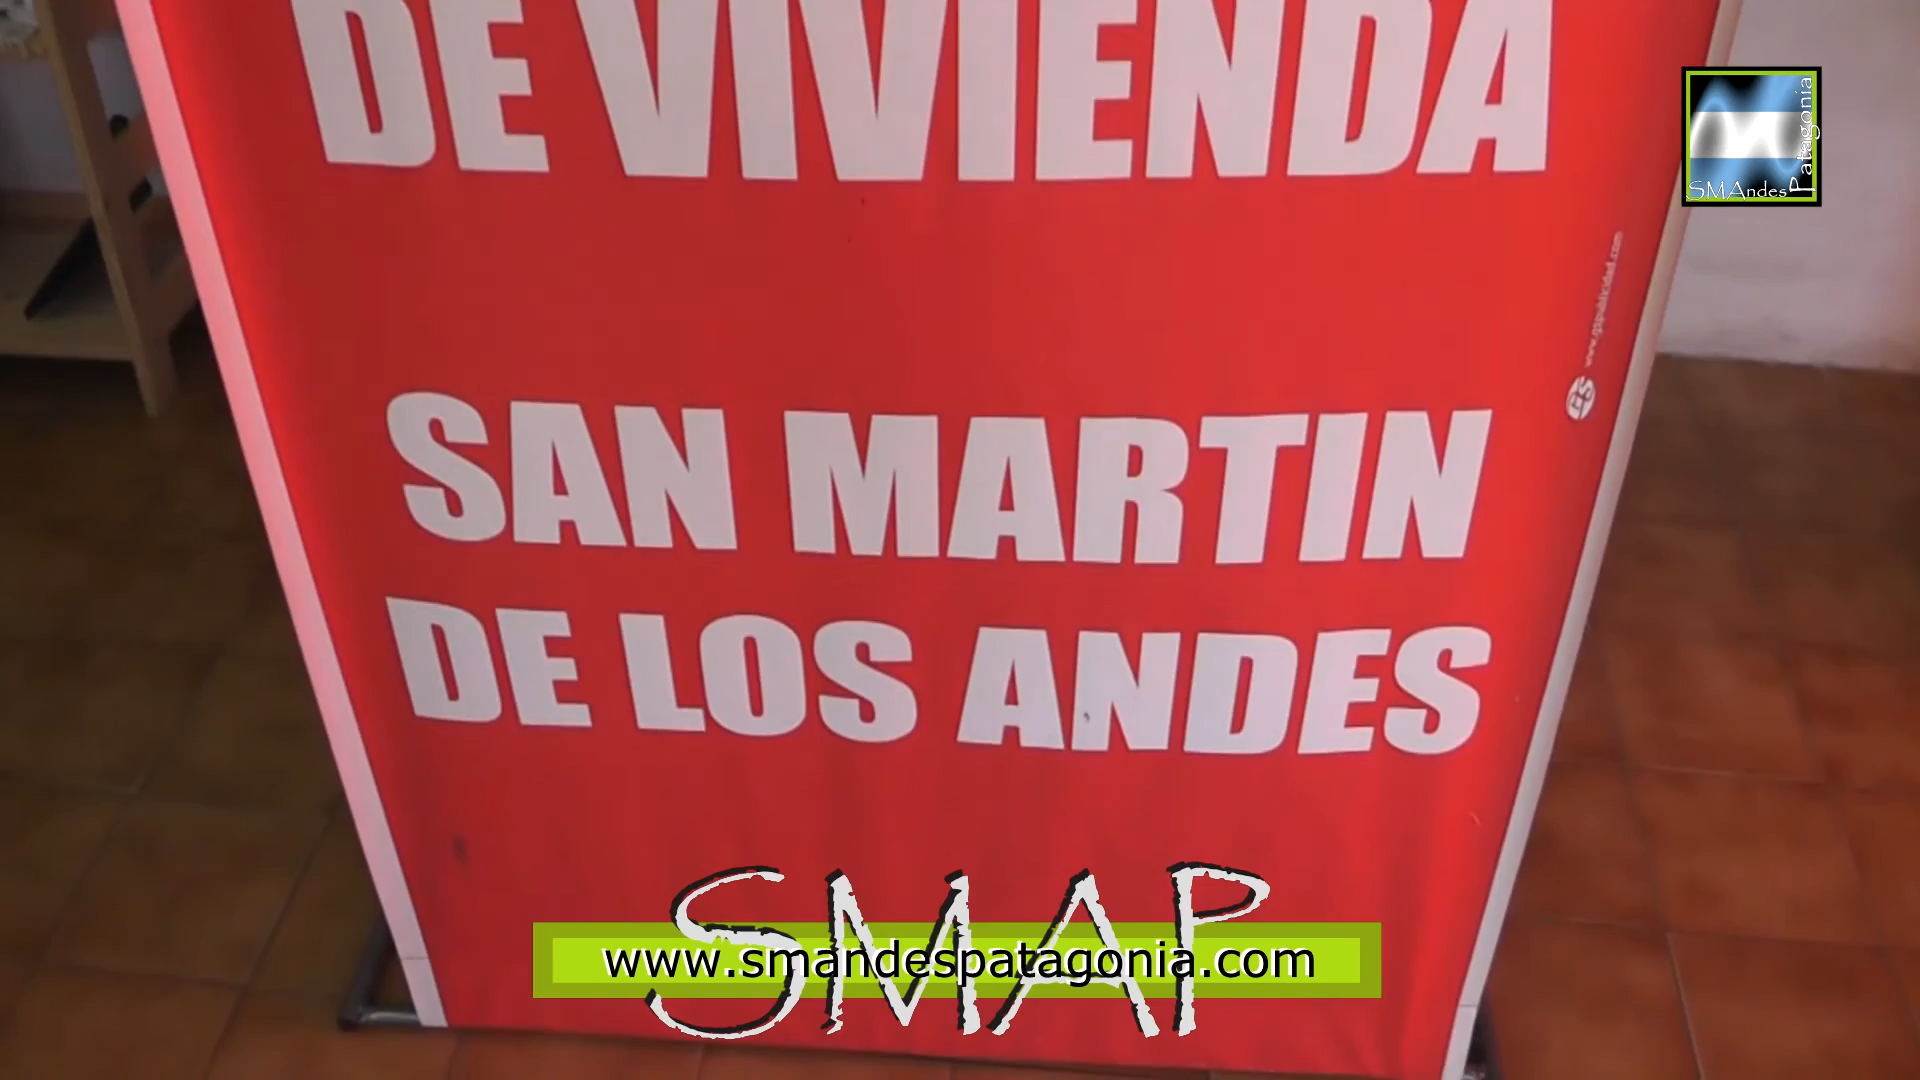 DE VIVIENDA
SAN MARTIN
DE LOS ANDES
SMAndes
Patagonia
SMAP
www.smandespatagonia.com